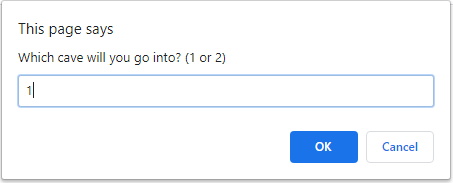 This page says
Which cave will you go into? (1 or 2)
1
OK Cancel